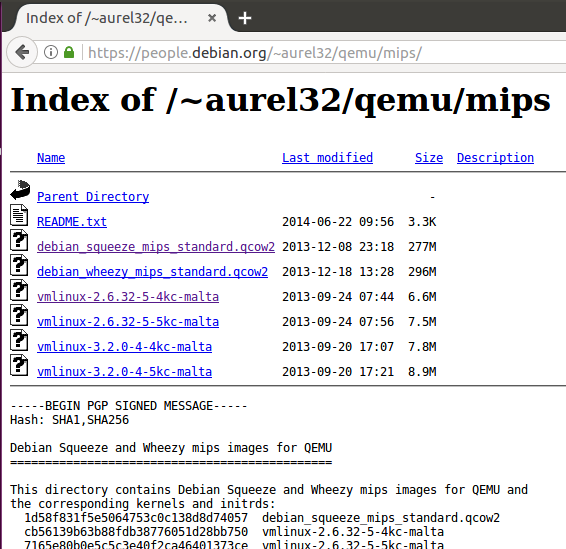 Index of /~aurel32/qe...
https://people.debian.org/~aurel32/qemu/mips/
Index of /~aurel32/qemu/mips
Name Last modified Size Description
Parent Directory -
README.txt 2014-06-22 09:56 3.3K
debian_squeeze_mips_standard.qcow2 2013-12-08 23:18 277M
debian_wheezy_mips_standard.qcow2 2013-12-18 13:28 296M
vmlinux-2.6.32-5-4kc-malta 2013-09-24 07:44 6.6M
vmlinux-2.6.32-5-5kc-malta 2013-09-24 07:56 7.5M
vmlinux-3.2.0-4-4kc-malta 2013-09-20 17:07 7.8M
vmlinux-3.2.0-4-5kc-malta 2013-09-20 17:21 8.9M
-----BEGIN PGP SIGNED MESSAGE-----
Hash: SHA1,SHA256
Debian Squeeze and Wheezy mips images for QEMU
==============================================
This directory contains Debian Squeeze and Wheezy mips images for QEMU and
the corresponding kernels and initrds:
1d58f831f5e5064753c0c138d8d74057 debian_squeeze_mips_standard.qcow2
cb56139b63b88fdb38776051d28bb750 vmlinux-2.6.32-5-4kc-malta
7165e80b0e5c5c3e40f2ca46401373ce vmlinux-2.6.32-5-5kc-malta